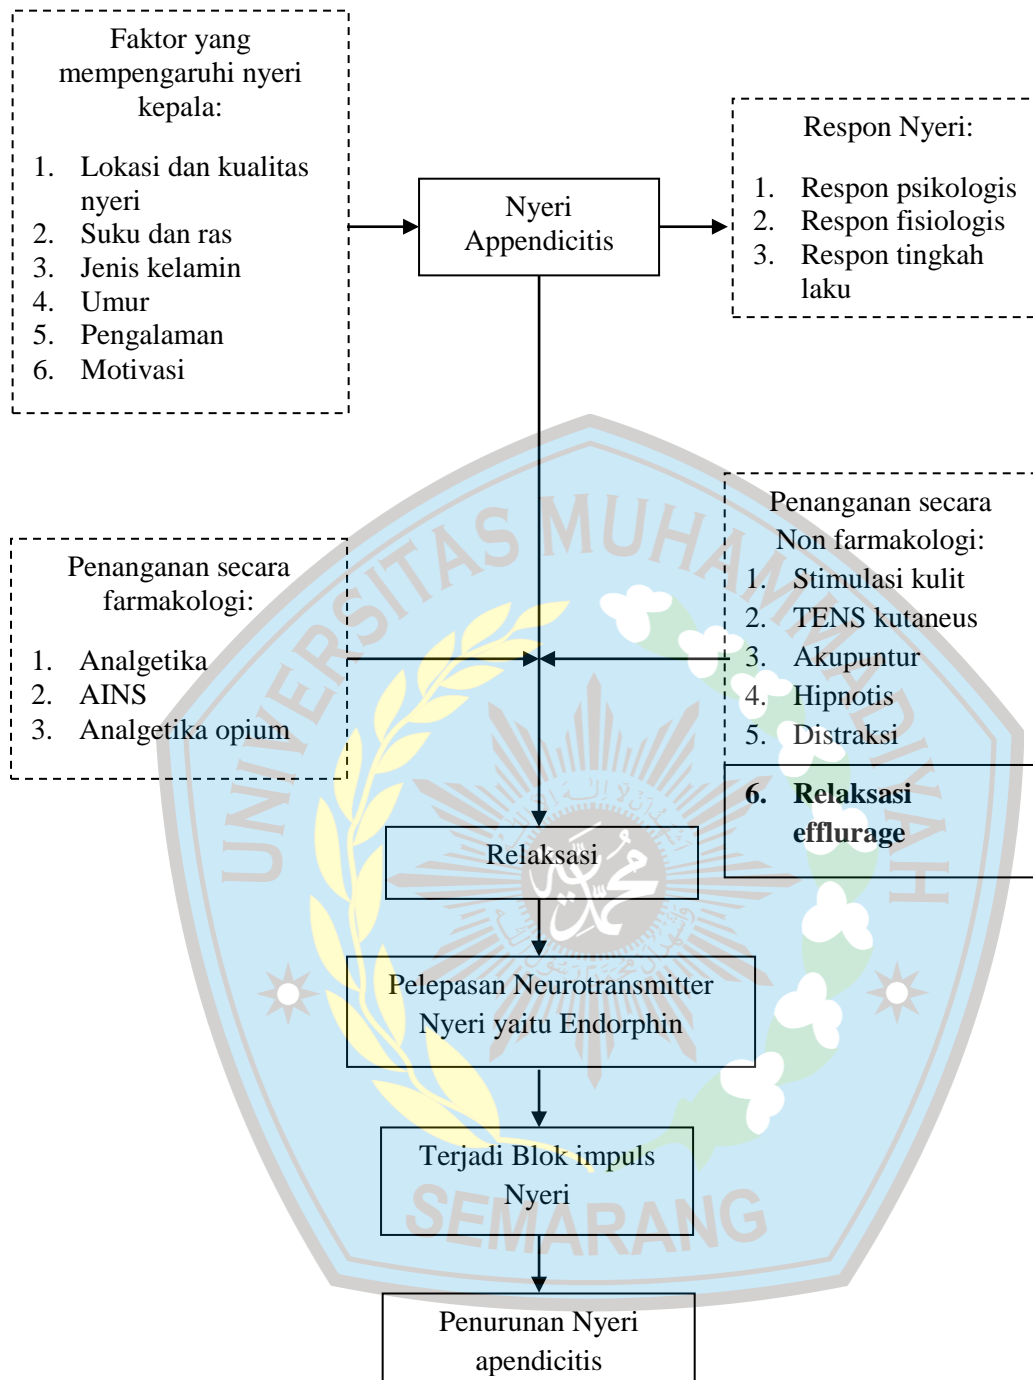 Faktor yang
mempengaruhi nyeri
kepala:
1. Lokasi dan kualitas
nyeri
2. Suku dan ras
3. Jenis kelamin
4. Umur
5. Pengalaman
6. Motivasi
Nyeri
Appendicitis
Respon Nyeri:
1. Respon psikologis
2. Respon fisiologis
3. Respon tingkah
laku
Penanganan secara
farmakologi:
1. Analgetika
2. AINS
3. Analgetika opium
Penanganan secara
Non farmakologi:
1. Stimulasi kulit
2. TENS kutaneus
3. Akupuntur
4. Hipnotis
5. Distraksi
6. Relaksasi
efflurage
Relaksasi
Pelepasan Neurotransmitter
Nyeri yaitu Endorphin
Terjadi Blok impuls
Nyeri
Penurunan Nyeri
apendicitis
UNIVERSITAS MUHAMMADIYAH
SEMARANG